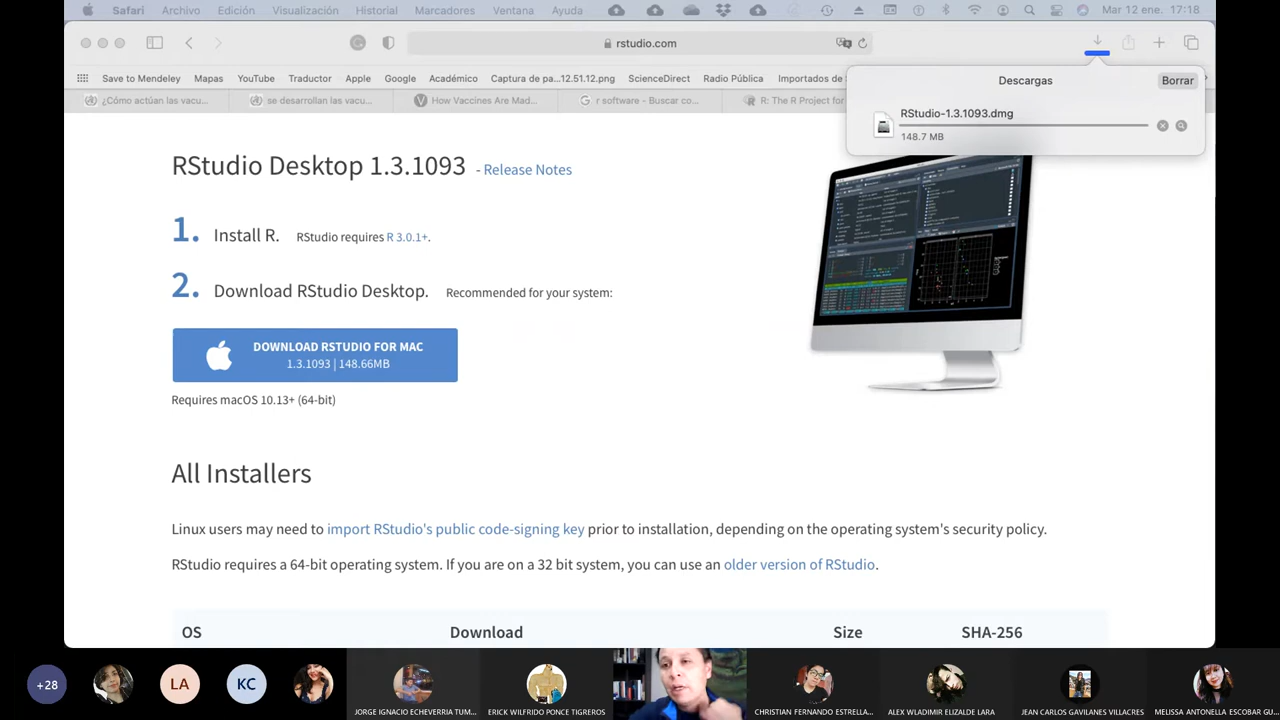 Safari Archivo Edición Visualización Historial Marcadores Ventana Ayuda Mar 12 ene. 17:18
rstudio.com
Save to Mendeley Mapas YouTube Traductor Apple Google Académico Captura de pa...12.51.12.png ScienceDirect Radio Pública Importados de
Descargas Borrar
¿Cómo actúan las vacu... se desarrollan las vacu... How Vaccines Are Mad... r software - Buscar co... R: The R Project for
RStudio-1.3.1093.dmg
148.7 MB
RStudio Desktop 1.3.1093 - Release Notes
1. Install R. RStudio requires R 3.0.1+.
2. Download RStudio Desktop. Recommended for your system:
DOWNLOAD RSTUDIO FOR MAC
1.3.1093 | 148.66MB
Requires macOS 10.13+ (64-bit)
All Installers
Linux users may need to import RStudio's public code-signing key prior to installation, depending on the operating system's security policy.
RStudio requires a 64-bit operating system. If you are on a 32 bit system, you can use an older version of RStudio.
OS Download Size SHA-256
+28 LA KC
JORGE IGNACIO ECHEVERRIA TUM... ERICK WILFRIDO PONCE TIGREROS CHRISTIAN FERNANDO ESTRELLA... ALEX WLADIMIR ELIZALDE LARA JEAN CARLOS GAVILANES VILLACRES MELISSA ANTONELLA ESCOBAR GU...